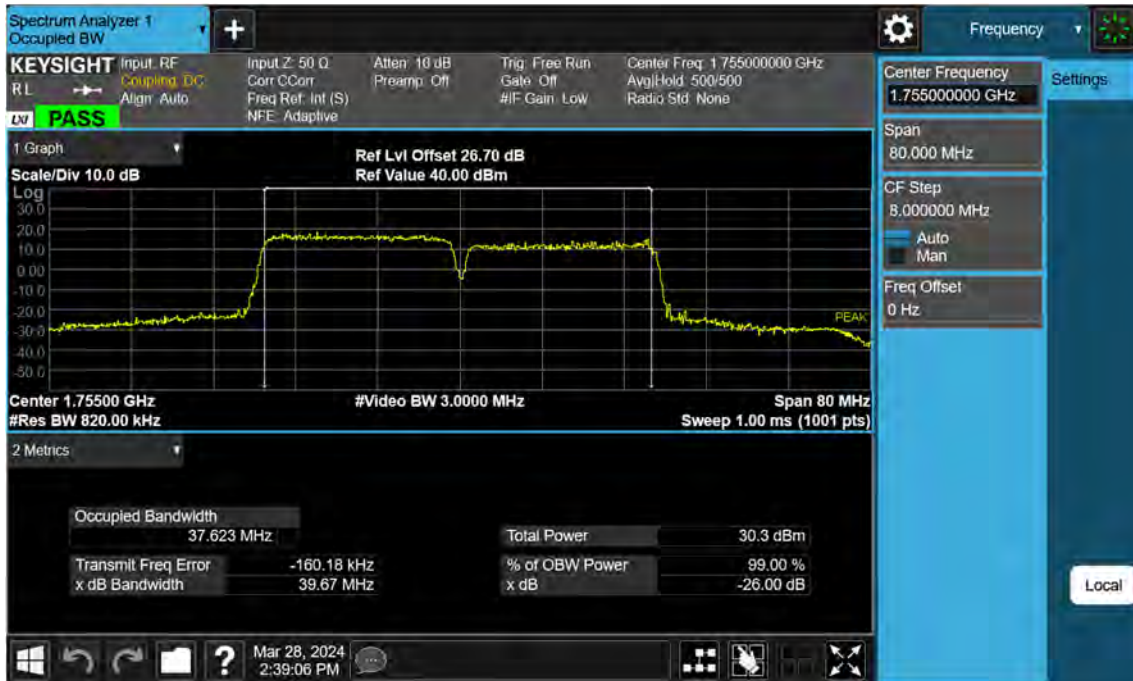 Spectrum Analyzer 1
Occupied BW
+
Frequency
KEYSIGHT
Input: RF
Coupling: DC
Align: Auto
Input Z: 50 Ω
Corr CCorr
Freq Ref: Int (S)
NFE: Adaptive
Atten: 10 dB
Preamp: Off
Trig: Free Run
Gate: Off
#IF Gain: Low
Center Freq: 1.755000000 GHz
Avg|Hold: 500/500
Radio Std: None
RL
LXI
PASS
Center Frequency
1.755000000 GHz
Settings
Span
80.000 MHz
CF Step
8.000000 MHz
Auto
Man
Freq Offset
0 Hz
Local
1 Graph
Scale/Div 10.0 dB
Ref Lvl Offset 26.70 dB
Ref Value 40.00 dBm
Log
30.0
20.0
10.0
0.00
-10.0
-20.0
-30.0
-40.0
-50.0
PEAK
Center 1.75500 GHz
#Video BW 3.0000 MHz
Span 80 MHz
#Res BW 820.00 kHz
Sweep 1.00 ms (1001 pts)
2 Metrics
Occupied Bandwidth
37.623 MHz
Total Power 30.3 dBm
Transmit Freq Error -160.18 kHz
% of OBW Power 99.00 %
x dB Bandwidth 39.67 MHz
x dB -26.00 dB
?
Mar 28, 2024
2:39:06 PM